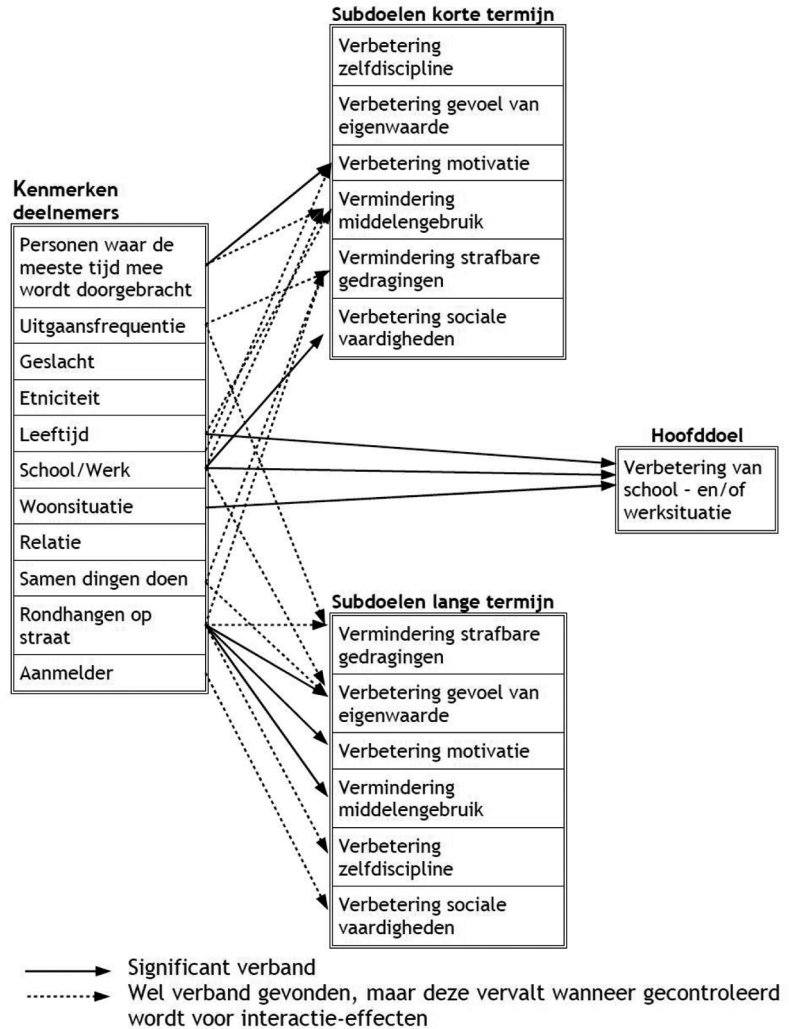 Subdoelen korte termijn
Verbetering
zelfdiscipline
Verbetering gevoel van
eigenwaarde
Verbetering motivatie
Vermindering
middelengebruik
Vermindering strafbare
gedragingen
Verbetering sociale
vaardigheden
Kenmerken
deelnemers
Personen waar de
meeste tijd mee
wordt doorgebracht
Uitgaansfrequentie
Geslacht
Etniciteit
Leeftijd
School/Werk
Woonsituatie
Relatie
Samen dingen doen
Rondhangen op
straat
Aanmelder
Hoofddoel
Verbetering van
school - en/of
werksituatie
Subdoelen lange termijn
Vermindering strafbare
gedragingen
Verbetering gevoel van
eigenwaarde
Verbetering motivatie
Vermindering
middelengebruik
Verbetering
zelfdiscipline
Verbetering sociale
vaardigheden
Significant verband
Wel verband gevonden, maar deze vervalt wanneer gecontroleerd
wordt voor interactie-effecten